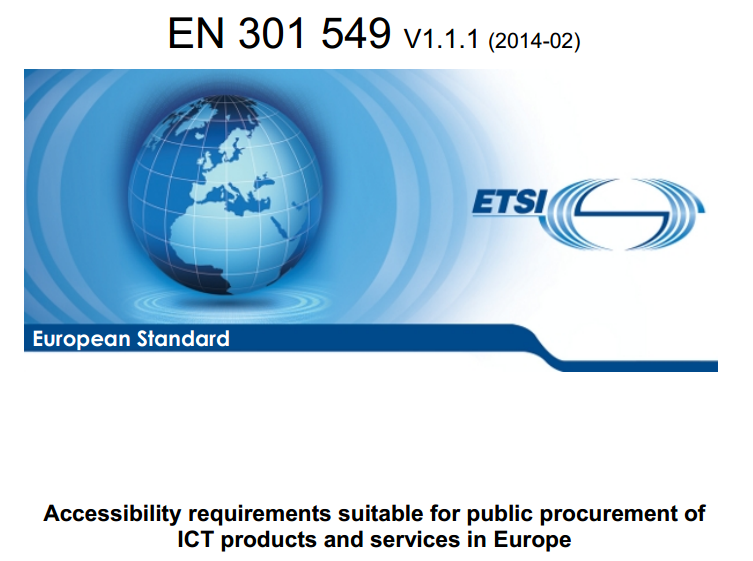 EN 301 549 V1.1.1 (2014-02)
ETSI
European Standard
Accessibility requirements suitable for public procurement of
ICT products and services in Europe